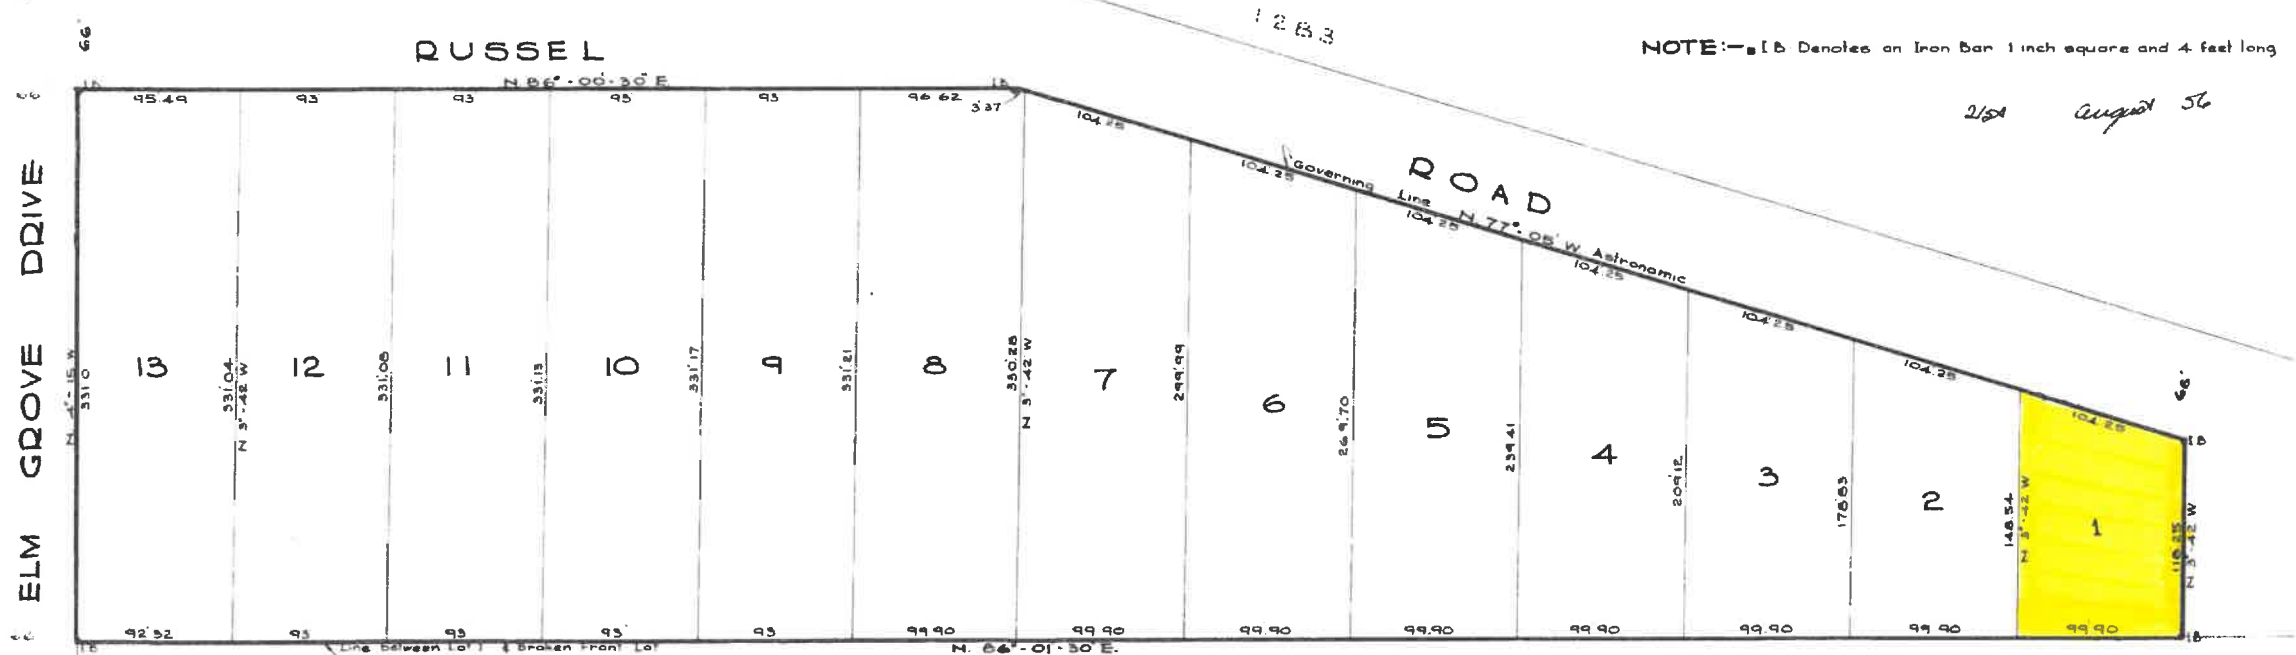 66'
RUSSEL
1283
NOTE:- IB Denotes an Iron Bar 1 inch square and 4 feet long
21st August 56
N 86°-00'-30" E
IB
IB
66
95.49 93 93 93 93 96.62 3.37
104.25
104.25
Governing Line N 77°-05' W Astronomic
ROAD
104.25
104.25
104.25
104.25
104.25
66'
IB
ELM GROVE DRIVE
N 4°-15' W
331.0
13
331.04
N 3°-42' W
12
331.08
11
331.13
10
331.17
9
331.21
8
330.28
N 3°-42' W
7
299.99
6
269.70
5
239.41
4
209.12
3
178.83
2
148.54
N 3°-42' W
1
118.25
N 3°-42' W
66
92.32 93 93 93 93 99.90 99.90 99.90 99.90 99.90 99.90 99.90 99.90
IB
Line Between Lot 1 & Broken Front Lot
N. 86°-01'-30" E.
IB